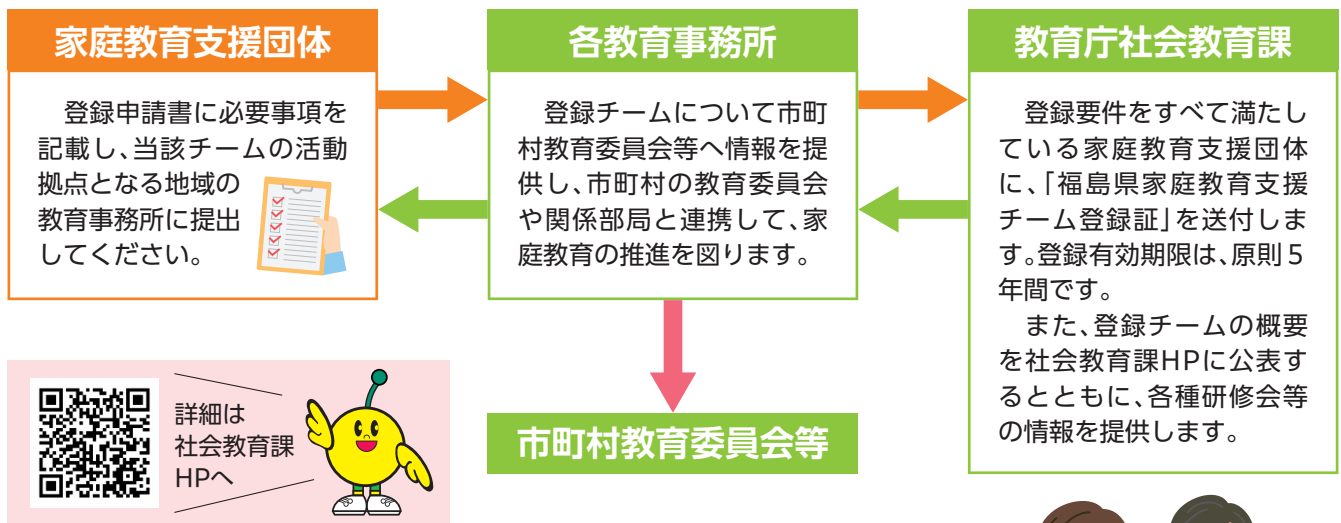 家庭教育支援団体
登録申請書に必要事項を
記載し、当該チームの活動
拠点となる地域の
教育事務所に提出
してください。
各教育事務所
登録チームについて市町
村教育委員会等へ情報を提
供し、市町村の教育委員会
や関係部局と連携して、家
庭教育の推進を図ります。
教育庁社会教育課
登録要件をすべて満たし
ている家庭教育支援団体
に、「福島県家庭教育支援
チーム登録証」を送付しま
す。登録有効期限は、原則5
年間です。
また、登録チームの概要
を社会教育課HPに公表す
るとともに、各種研修会等
の情報を提供します。
市町村教育委員会等
詳細は
社会教育課
HPへ